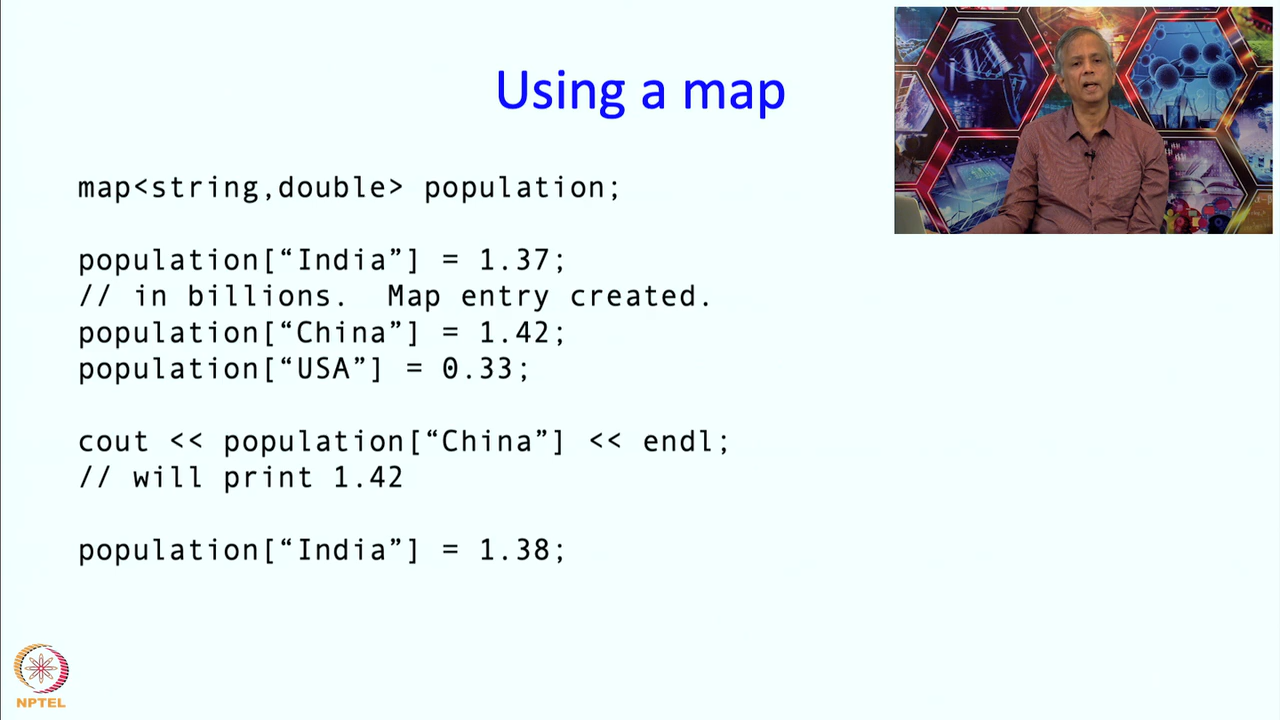 Using a map
map<string,double> population;
population[“India”] = 1.37;
// in billions.  Map entry created.
population[“China”] = 1.42;
population[“USA”] = 0.33;
cout << population[“China”] << endl;
// will print 1.42
population[“India”] = 1.38;
NPTEL